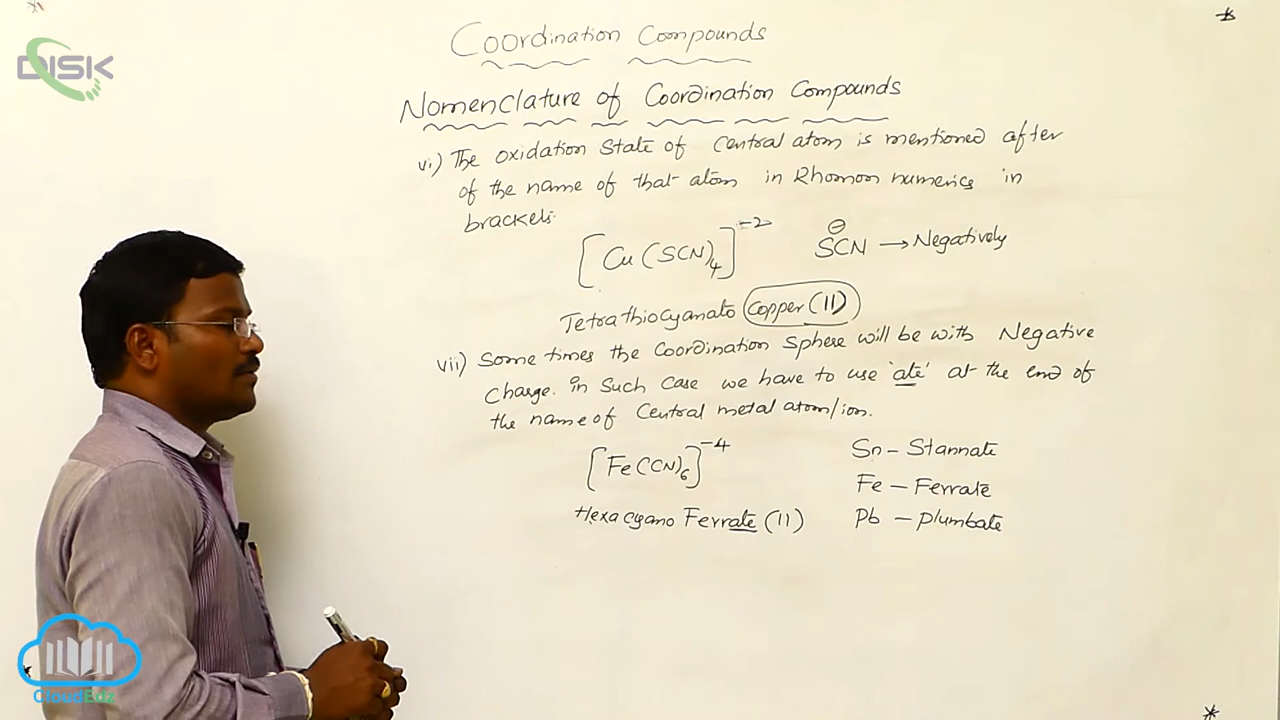 DISK
Coordination Compounds
Nomenclature of Coordination Compounds
vi) The oxidation State of Central atom is mentioned after
of the name of that atom in Rhomon numerics in
brackets.
[Cu(SCN)₄]⁻² SCN⊖ → Negatively
Tetrathiocyanato Copper (II)
vii) Some times the Coordination Sphere will be with Negative
Charge. in Such Case we have to use 'ate' at the end of
the name of Central metal atom/ion.
[Fe(CN)₆]⁻⁴ Sn – Stannate
Fe – Ferrate
Hexacyano Ferrate (II) Pb – Plumbate
CloudEdz